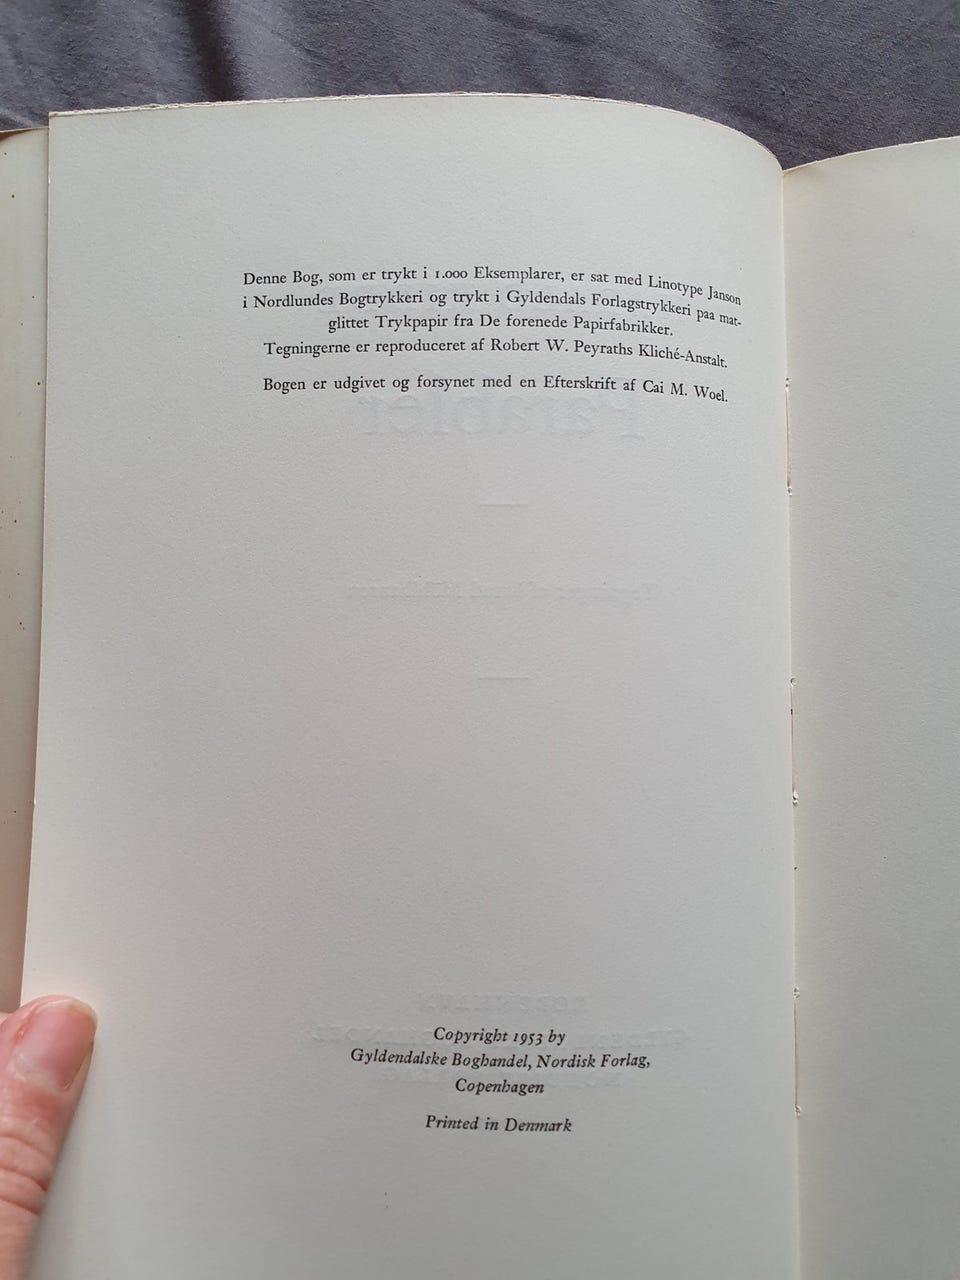 Denne Bog, som er trykt i 1.000 Eksemplarer, er sat med Linotype Janson
i Nordlundes Bogtrykkeri og trykt i Gyldendals Forlagstrykkeri paa mat-
glittet Trykpapir fra De forenede Papirfabrikker.
Tegningerne er reproduceret af Robert W. Peyraths Kliché-Anstalt.
Bogen er udgivet og forsynet med en Efterskrift af Cai M. Woel.
Parabler
Copyright 1953 by
Gyldendalske Boghandel, Nordisk Forlag,
Copenhagen
Printed in Denmark